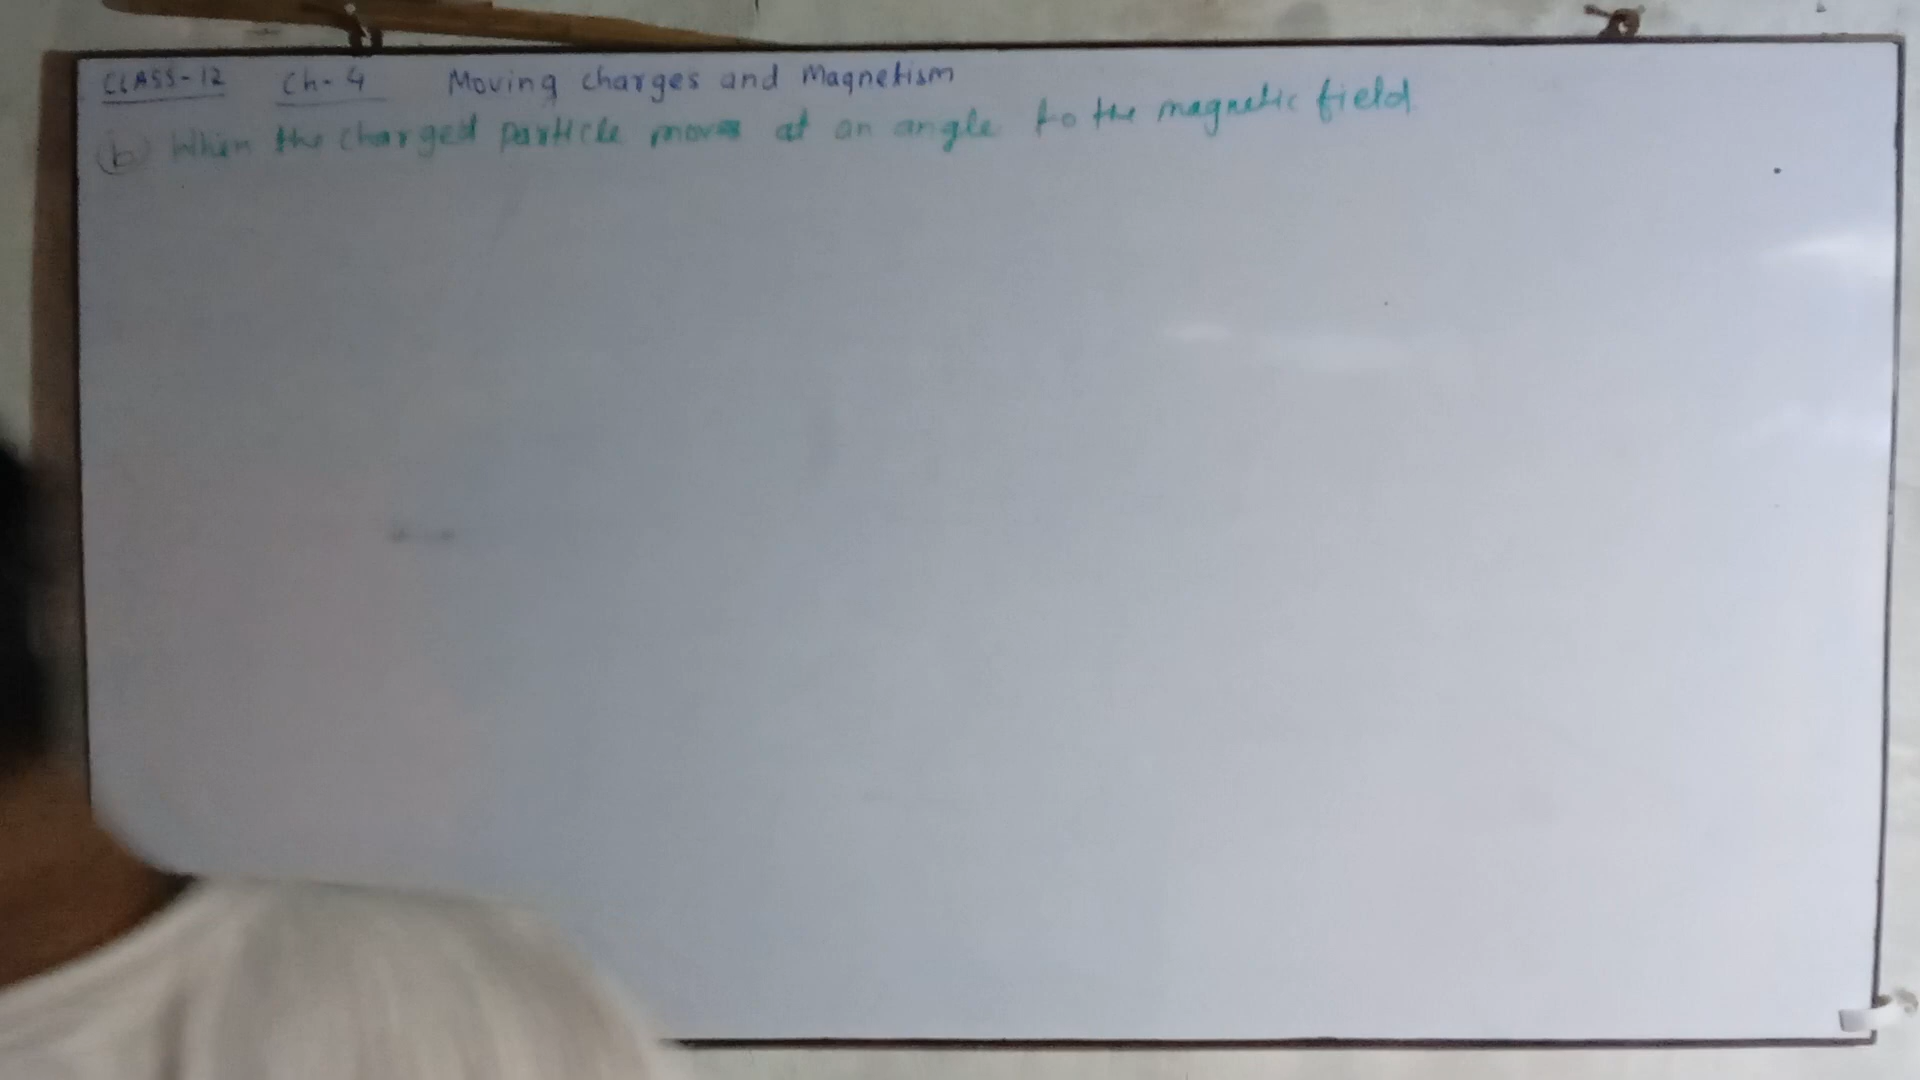 CLASS-12 Ch-4 Moving charges and Magnetism
(b) When the charged particle moves at an angle to the magnetic field